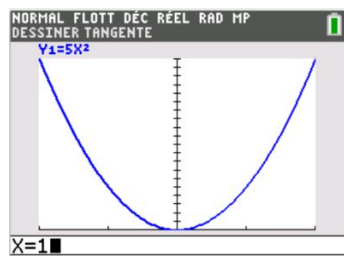 NORMAL FLOTT DÉC RÉEL RAD MP
DESSINER TANGENTE
Y1=5X²
X=1